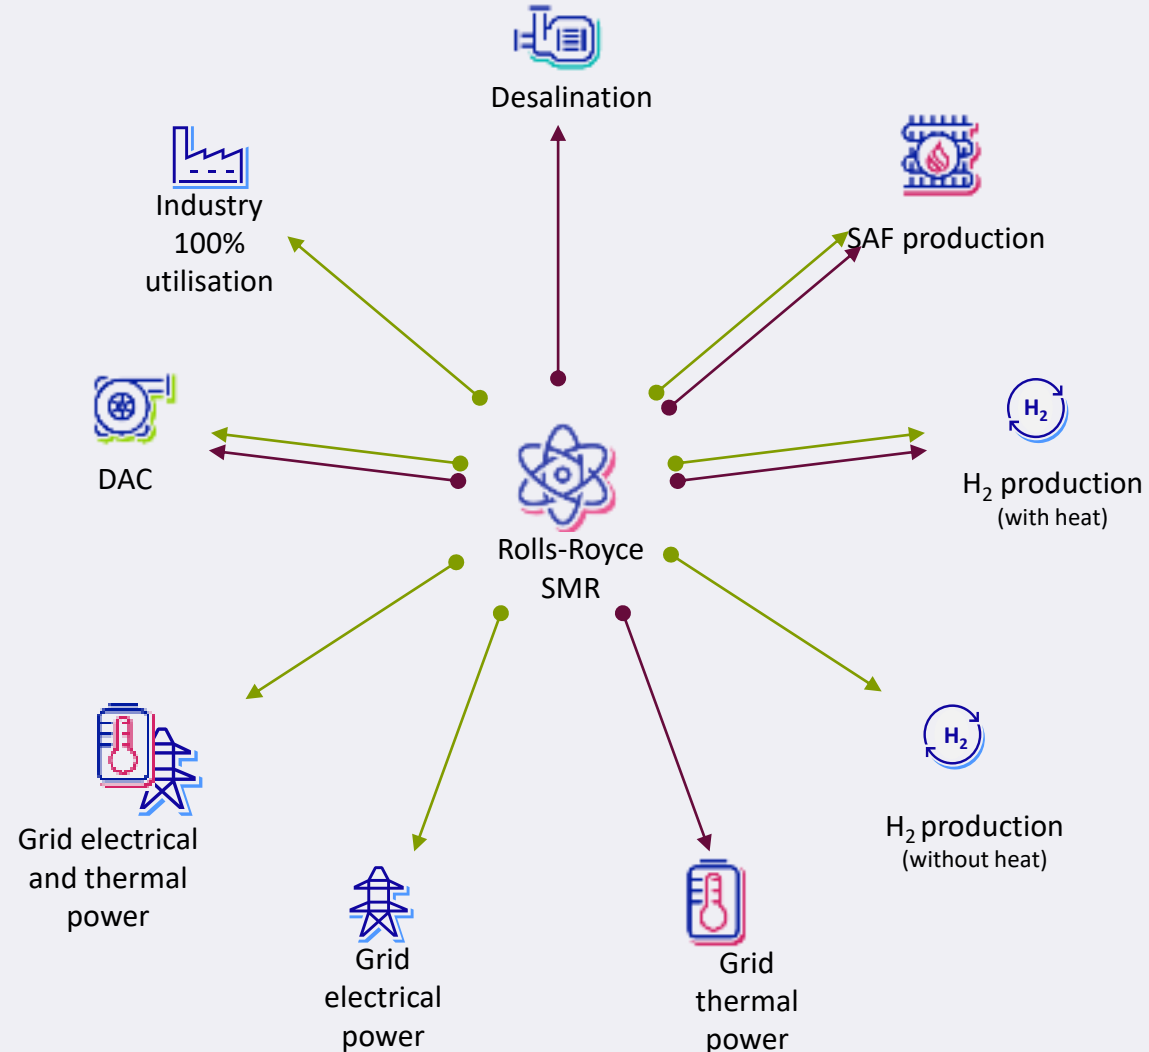 Desalination
Industry
100%
utilisation
SAF production
DAC
H₂
H₂ production
(with heat)
Rolls-Royce
SMR
H₂
H₂ production
(without heat)
Grid electrical
and thermal
power
Grid
electrical
power
Grid
thermal
power